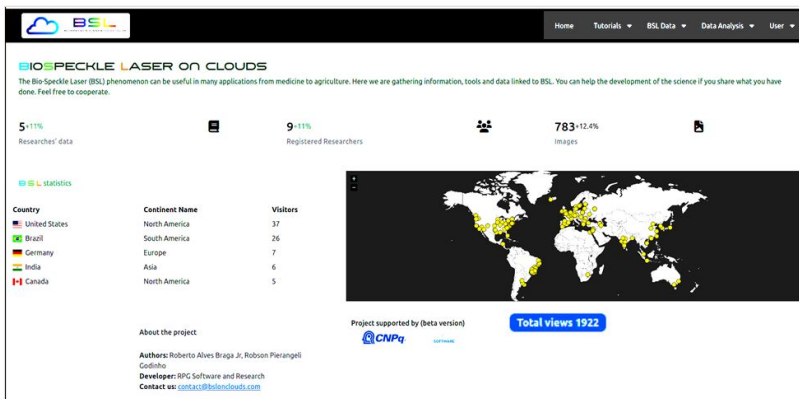 BSL
Home Tutorials BSL Data Data Analysis User
BIOSPECKLE LASER ON CLOUDS
The Bio-Speckle Laser (BSL) phenomenon can be useful in many applications from medicine to agriculture. Here we are gathering information, tools and data linked to BSL. You can help the development of the science if you share what you have
done. Feel free to cooperate.
5+11% 9+11% 783+12.4%
Researches' data Registered Researchers Images
BSL statistics
+
-
Country Continent Name Visitors
United States North America 37
Brazil South America 26
Germany Europe 7
India Asia 6
Canada North America 5
Project supported by (beta version) Total views 1922
CNPq SOFTWARE
About the project
Authors: Roberto Alves Braga Jr, Robson Pierangeli
Godinho
Developer: RPG Software and Research
Contact us: contact@bslonclouds.com